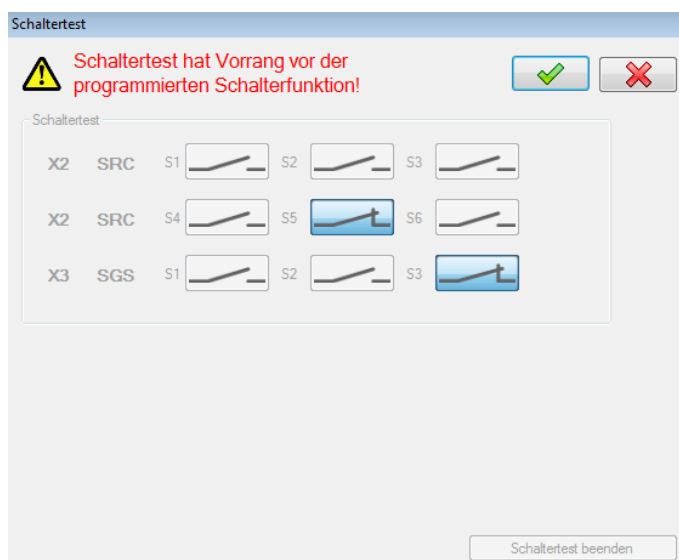 Schaltertest
Schaltertest hat Vorrang vor der
programmierten Schalterfunktion!
Schaltertest
X2 SRC S1 S2 S3
X2 SRC S4 S5 S6
X3 SGS S1 S2 S3
Schaltertest beenden